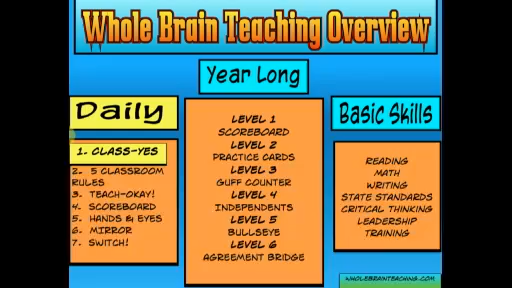 Whole Brain Teaching Overview
Year Long
Daily
Basic Skills
1. CLASS-YES
2. 5 CLASSROOM
RULES
3. TEACH-OKAY!
4. SCOREBOARD
5. HANDS & EYES
6. MIRROR
7. SWITCH!
LEVEL 1
SCOREBOARD
LEVEL 2
PRACTICE CARDS
LEVEL 3
GUFF COUNTER
LEVEL 4
INDEPENDENTS
LEVEL 5
BULLSEYE
LEVEL 6
AGREEMENT BRIDGE
READING
MATH
WRITING
STATE STANDARDS
CRITICAL THINKING
LEADERSHIP
TRAINING
WHOLEBRAINTEACHING.COM